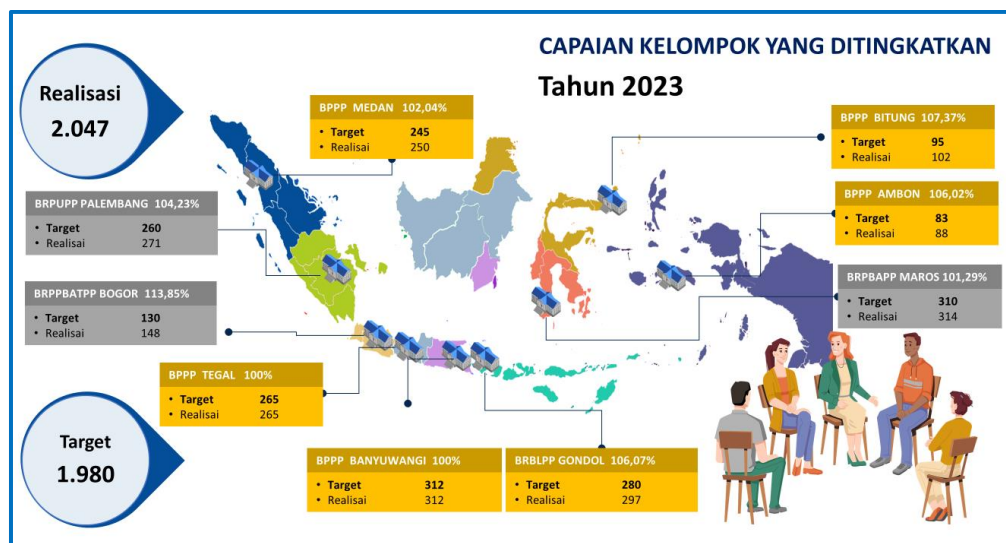 CAPAIAN KELOMPOK YANG DITINGKATKAN
Tahun 2023
Realisasi
2.047
BPPP MEDAN 102,04%
• Target 245
• Realisai 250
BPPP BITUNG 107,37%
• Target 95
• Realisai 102
BRPUPP PALEMBANG 104,23%
• Target 260
• Realisai 271
BPPP AMBON 106,02%
• Target 83
• Realisai 88
BRPBAPP MAROS 101,29%
• Target 310
• Realisai 314
BRPPBATPP BOGOR 113,85%
• Target 130
• Realisai 148
BPPP TEGAL 100%
• Target 265
• Realisai 265
Target
1.980
BPPP BANYUWANGI 100%
• Target 312
• Realisai 312
BRBLPP GONDOL 106,07%
• Target 280
• Realisai 297